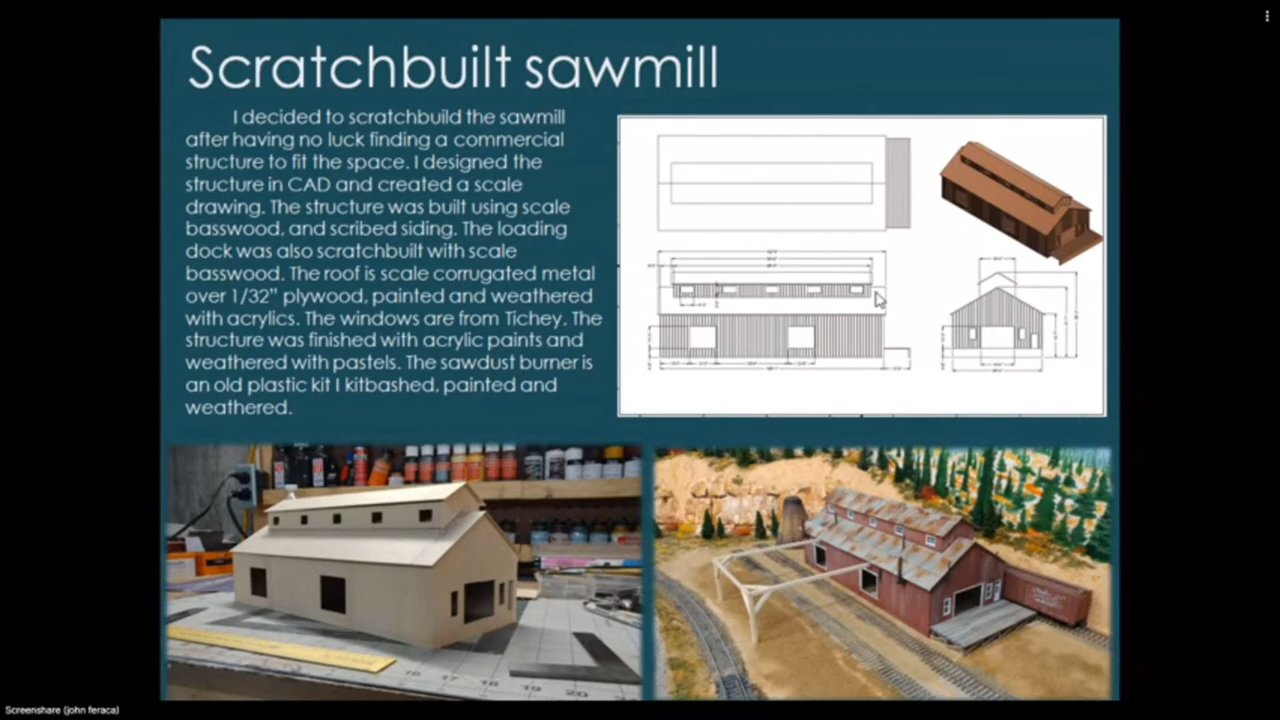 Scratchbuilt sawmill
I decided to scratchbuild the sawmill
after having no luck finding a commercial
structure to fit the space. I designed the
structure in CAD and created a scale
drawing. The structure was built using scale
basswood, and scribed siding. The loading
dock was also scratchbuilt with scale
basswood. The roof is scale corrugated metal
over 1/32" plywood, painted and weathered
with acrylics. The windows are from Tichey. The
structure was finished with acrylic paints and
weathered with pastels. The sawdust burner is
an old plastic kit I kitbashed, painted and
weathered.
17
18
19
20
Screenshare (john feraca)